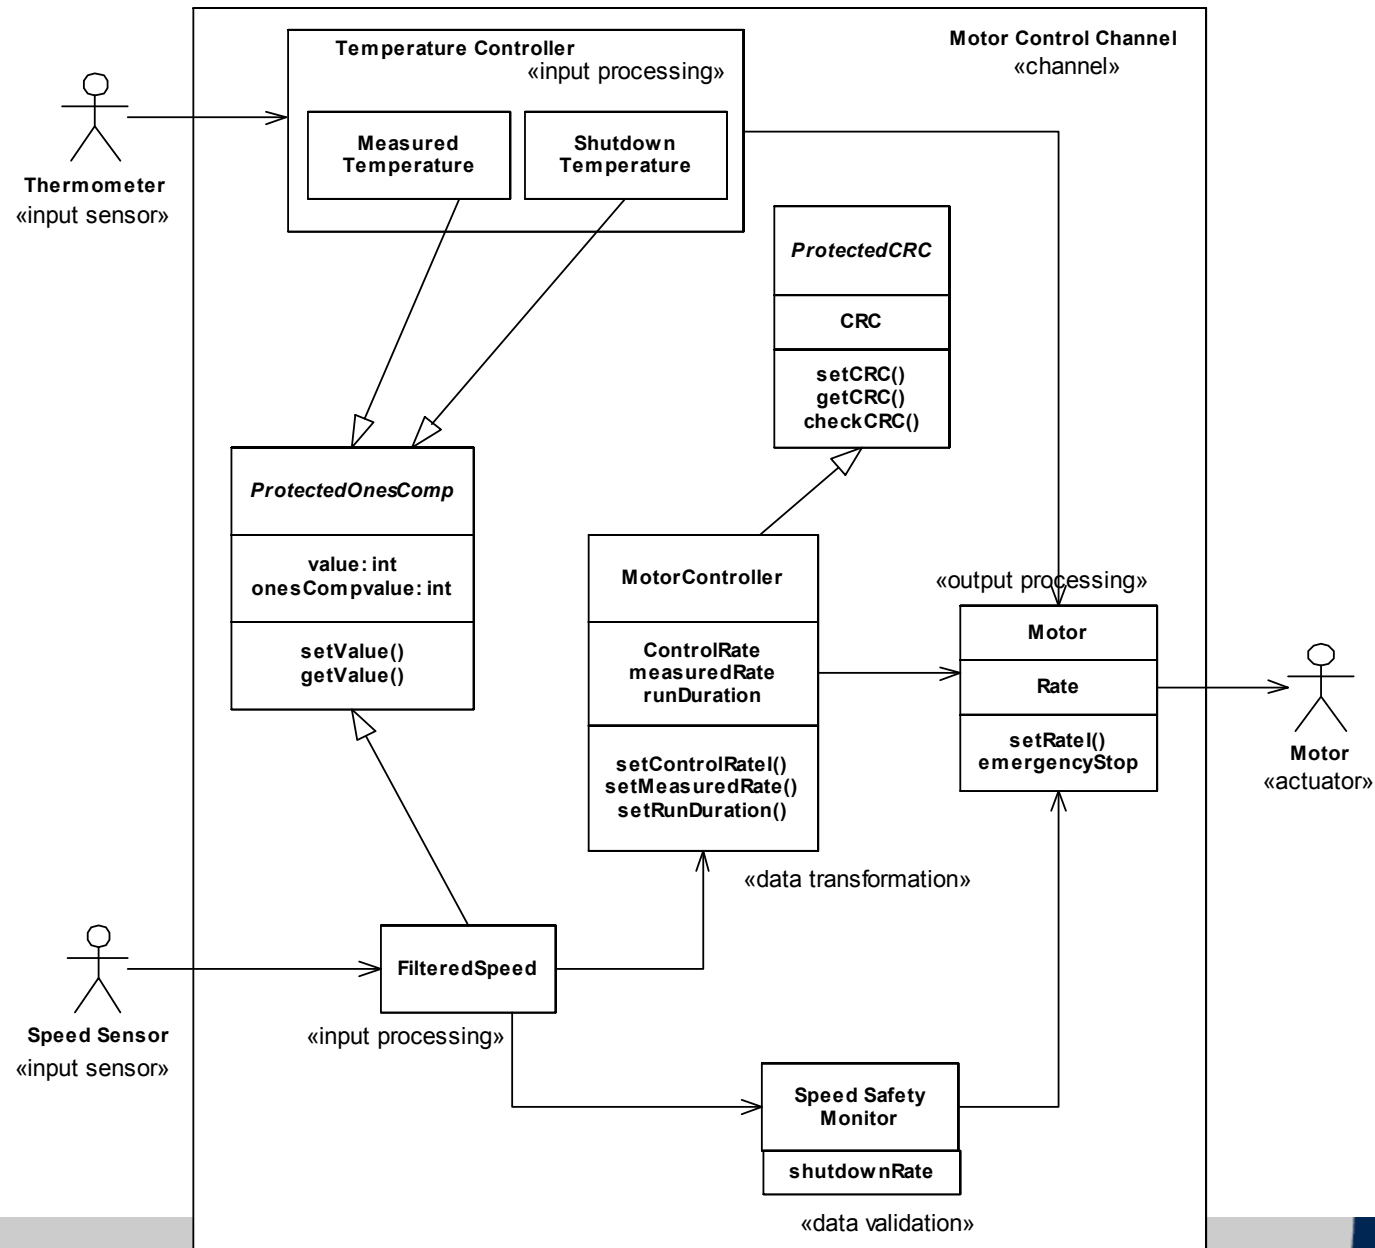 Temperature Controller
«input processing»
Motor Control Channel
«channel»
Measured
Temperature
Shutdown
Temperature
Thermometer
«input sensor»
ProtectedCRC
CRC
setCRC()
getCRC()
checkCRC()
ProtectedOnesComp
value: int
onesCompvalue: int
setValue()
getValue()
MotorController
ControlRate
measuredRate
runDuration
setControlRatel()
setMeasuredRate()
setRunDuration()
«data transformation»
«output processing»
Motor
Rate
setRatel()
emergencyStop
Motor
«actuator»
FilteredSpeed
«input processing»
Speed Sensor
«input sensor»
Speed Safety
Monitor
shutdownRate
«data validation»